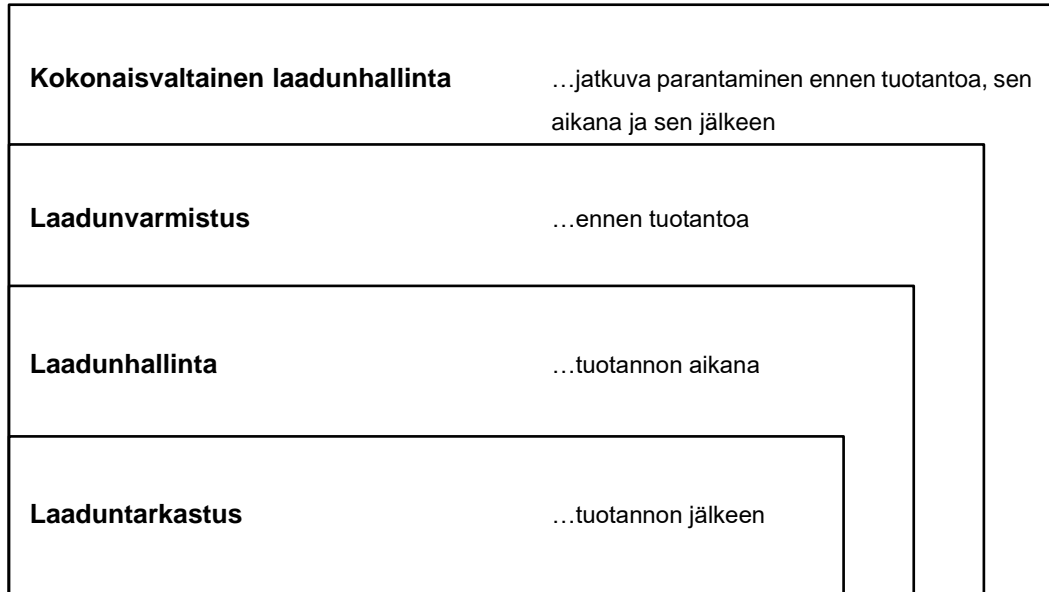 Kokonaisvaltainen laadunhallinta …jatkuva parantaminen ennen tuotantoa, sen
aikana ja sen jälkeen
Laadunvarmistus …ennen tuotantoa
Laadunhallinta …tuotannon aikana
Laaduntarkastus …tuotannon jälkeen